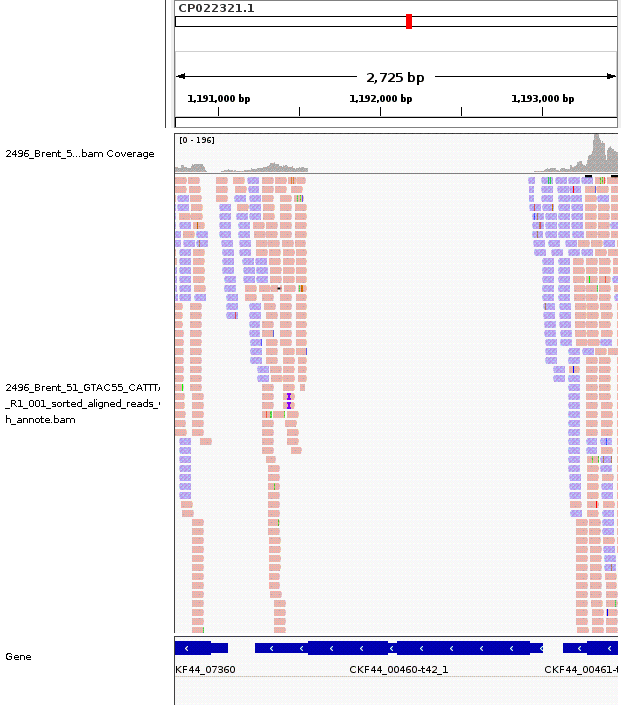 CP022321.1
2,725 bp
1,191,000 bp 1,192,000 bp 1,193,000 bp
[0 - 196]
2496_Brent_5...bam Coverage
2496_Brent_51_GTAC55_CATTT
_R1_001_sorted_aligned_reads_
h_annote.bam
Gene
KF44_07360 CKF44_00460-t42_1 CKF44_00461-t